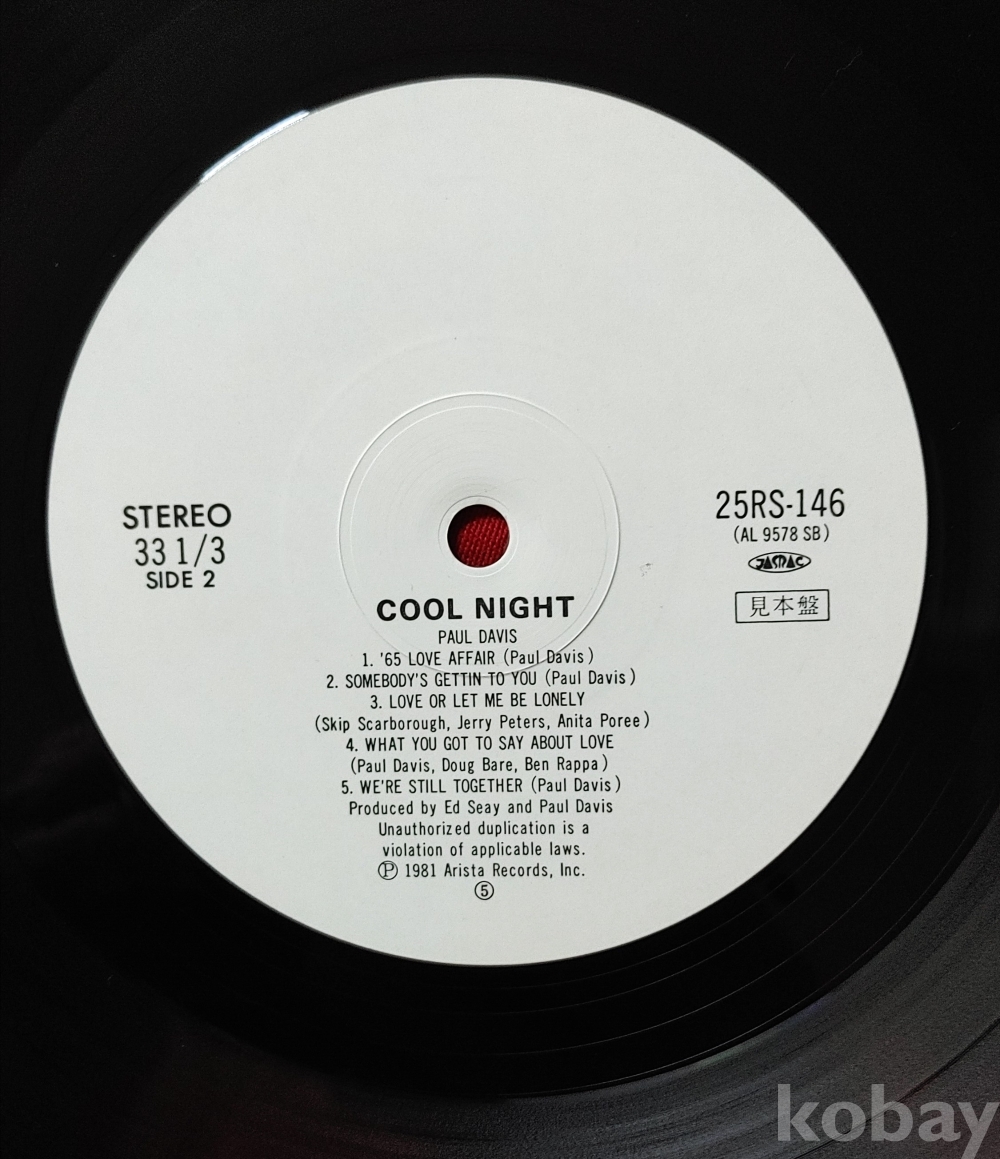 STEREO
33 1/3
SIDE 2
25RS-146
(AL 9578 SB)
JASRAC
見本盤
COOL NIGHT
PAUL DAVIS
1. '65 LOVE AFFAIR (Paul Davis)
2. SOMEBODY'S GETTIN TO YOU (Paul Davis)
3. LOVE OR LET ME BE LONELY
(Skip Scarborough, Jerry Peters, Anita Poree)
4. WHAT YOU GOT TO SAY ABOUT LOVE
(Paul Davis, Doug Bare, Ben Rappa)
5. WE'RE STILL TOGETHER (Paul Davis)
Produced by Ed Seay and Paul Davis
Unauthorized duplication is a
violation of applicable laws.
Ⓟ 1981 Arista Records, Inc.
⑤
kobay